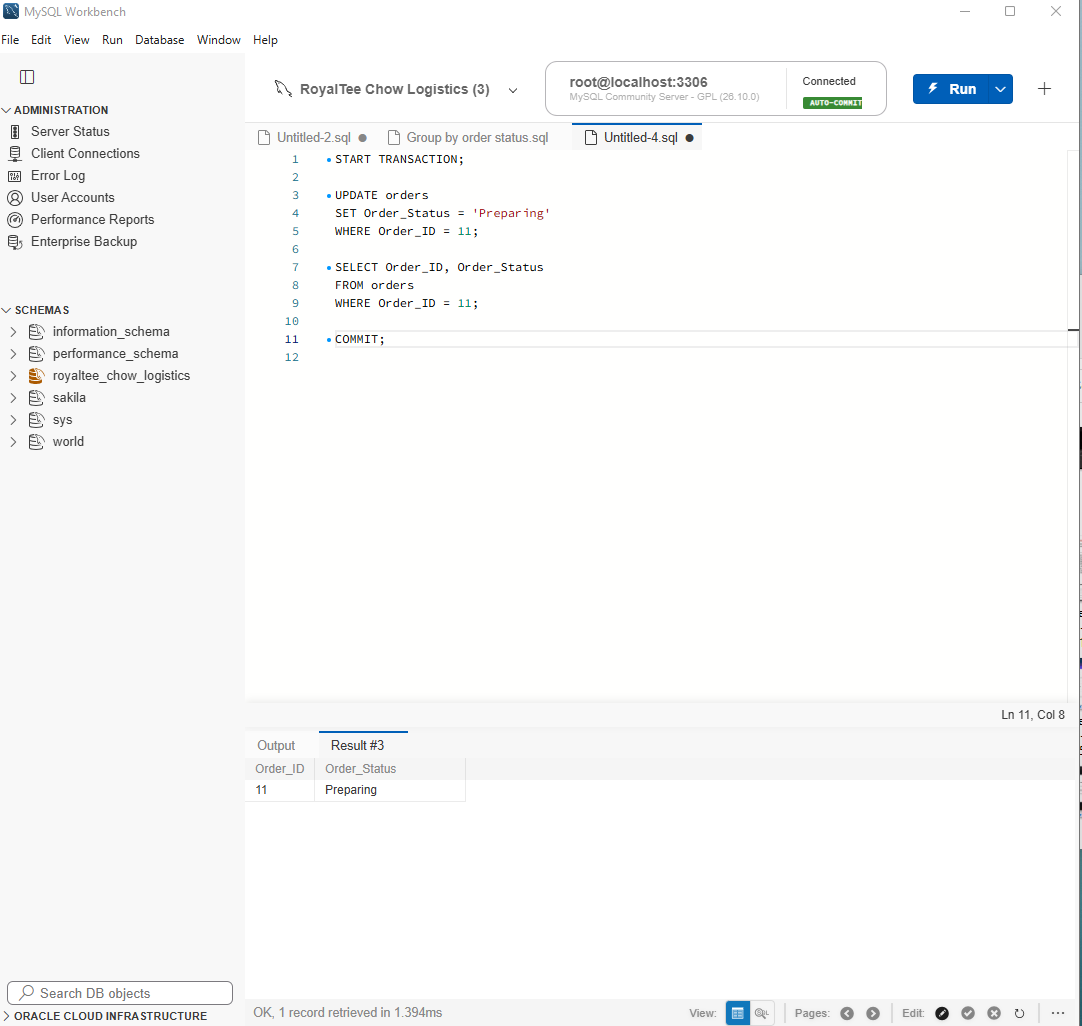 MySQL Workbench
File Edit View Run Database Window Help
ADMINISTRATION
Server Status
Client Connections
Error Log
User Accounts
Performance Reports
Enterprise Backup
SCHEMAS
information_schema
performance_schema
royaltee_chow_logistics
sakila
sys
world
Search DB objects
ORACLE CLOUD INFRASTRUCTURE
RoyalTee Chow Logistics (3)
root@localhost:3306
MySQL Community Server - GPL (26.10.0)
Connected
AUTO-COMMIT
Run
Untitled-2.sql Group by order status.sql Untitled-4.sql
1 START TRANSACTION;
2
3 UPDATE orders
4 SET Order_Status = 'Preparing'
5 WHERE Order_ID = 11;
6
7 SELECT Order_ID, Order_Status
8 FROM orders
9 WHERE Order_ID = 11;
10
11 COMMIT;
12
Ln 11, Col 8
Output Result #3
Order_ID Order_Status
11 Preparing
OK, 1 record retrieved in 1.394ms
View: Pages: Edit: